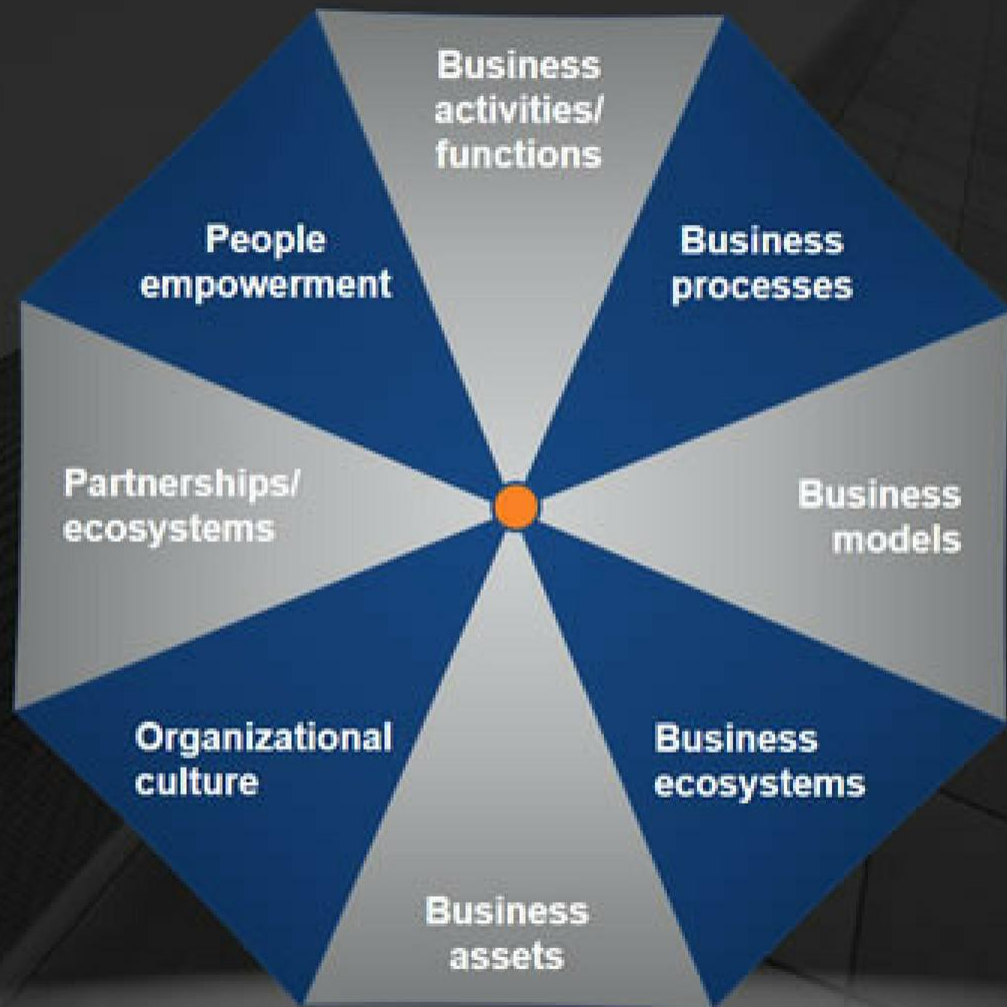 Business
activities/
functions
Business
processes
Business
models
Business
ecosystems
Business
assets
Organizational
culture
Partnerships/
ecosystems
People
empowerment